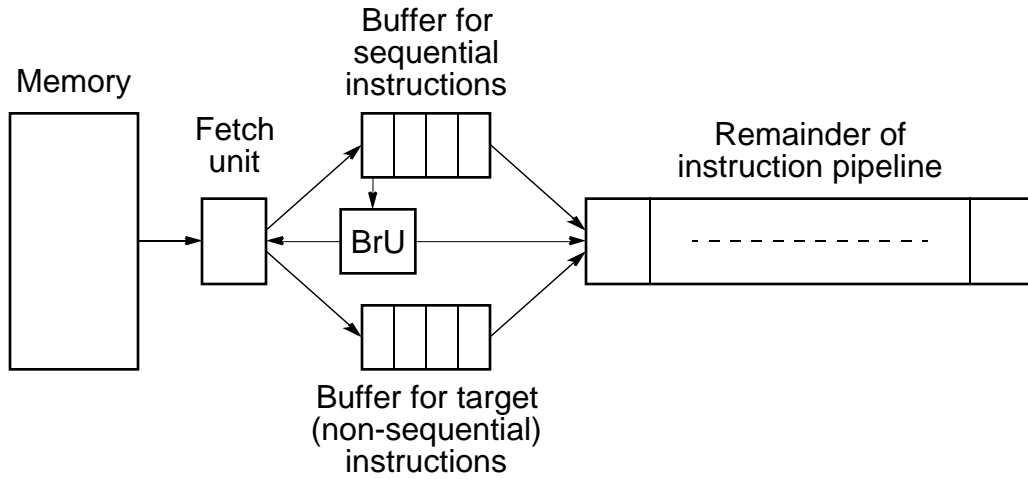 Buffer for
sequential
instructions
Memory
Fetch
unit
Remainder of
instruction pipeline
BrU
Buffer for target
(non-sequential)
instructions